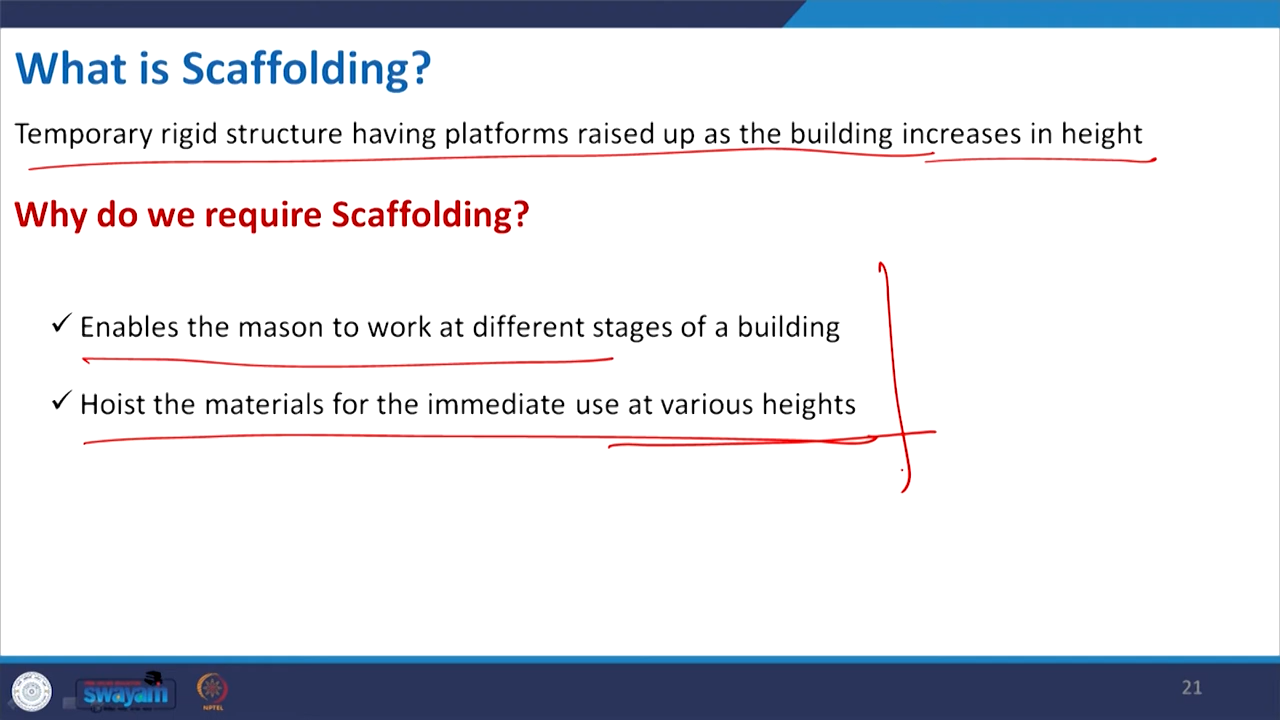 What is Scaffolding?
Temporary rigid structure having platforms raised up as the building increases in height
Why do we require Scaffolding?
✓ Enables the mason to work at different stages of a building
✓ Hoist the materials for the immediate use at various heights
swayam
NPTEL
21